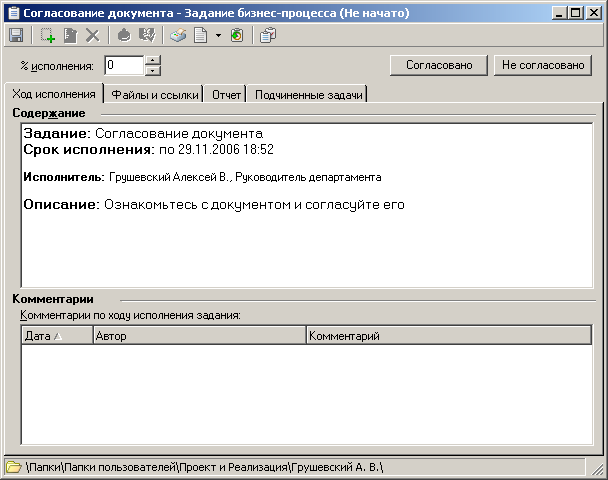 Согласование документа - Задание бизнес-процесса (Не начато)
% исполнения: 0 Согласовано Не согласовано
Ход исполнения Файлы и ссылки Отчет Подчиненные задачи
Содержание
Задание: Согласование документа
Срок исполнения: по 29.11.2006 18:52
Исполнитель: Грушевский Алексей В., Руководитель департамента
Описание: Ознакомьтесь с документом и согласуйте его
Комментарии
Комментарии по ходу исполнения задания:
Дата Автор Комментарий
\Папки\Папки пользователей\Проект и Реализация\Грушевский А. В.\